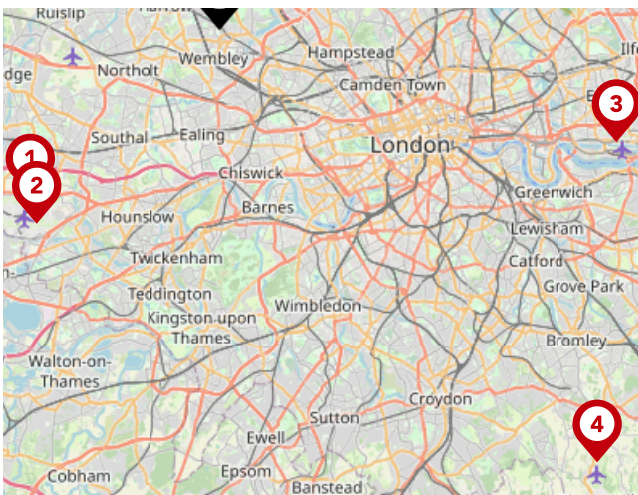 Ruislip
Wembley
Hampstead
Northolt
dge
Camden Town
3
Southal
Ealing
London
1
2
Chiswick
Greenwich
Barnes
Hounslow
Lewisham
Twickenham
Catford
Teddington
Grove Park
Wimbledon
Kingston upon
Thames
Bromley
Walton-on-
Thames
Croydon
Sutton
4
Ewell
Epsom
Cobham
Banstead